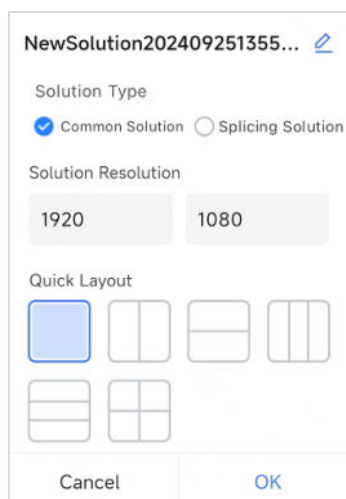 NewSolution202409251355...
Solution Type
Common Solution Splicing Solution
Solution Resolution
1920 1080
Quick Layout
Cancel OK